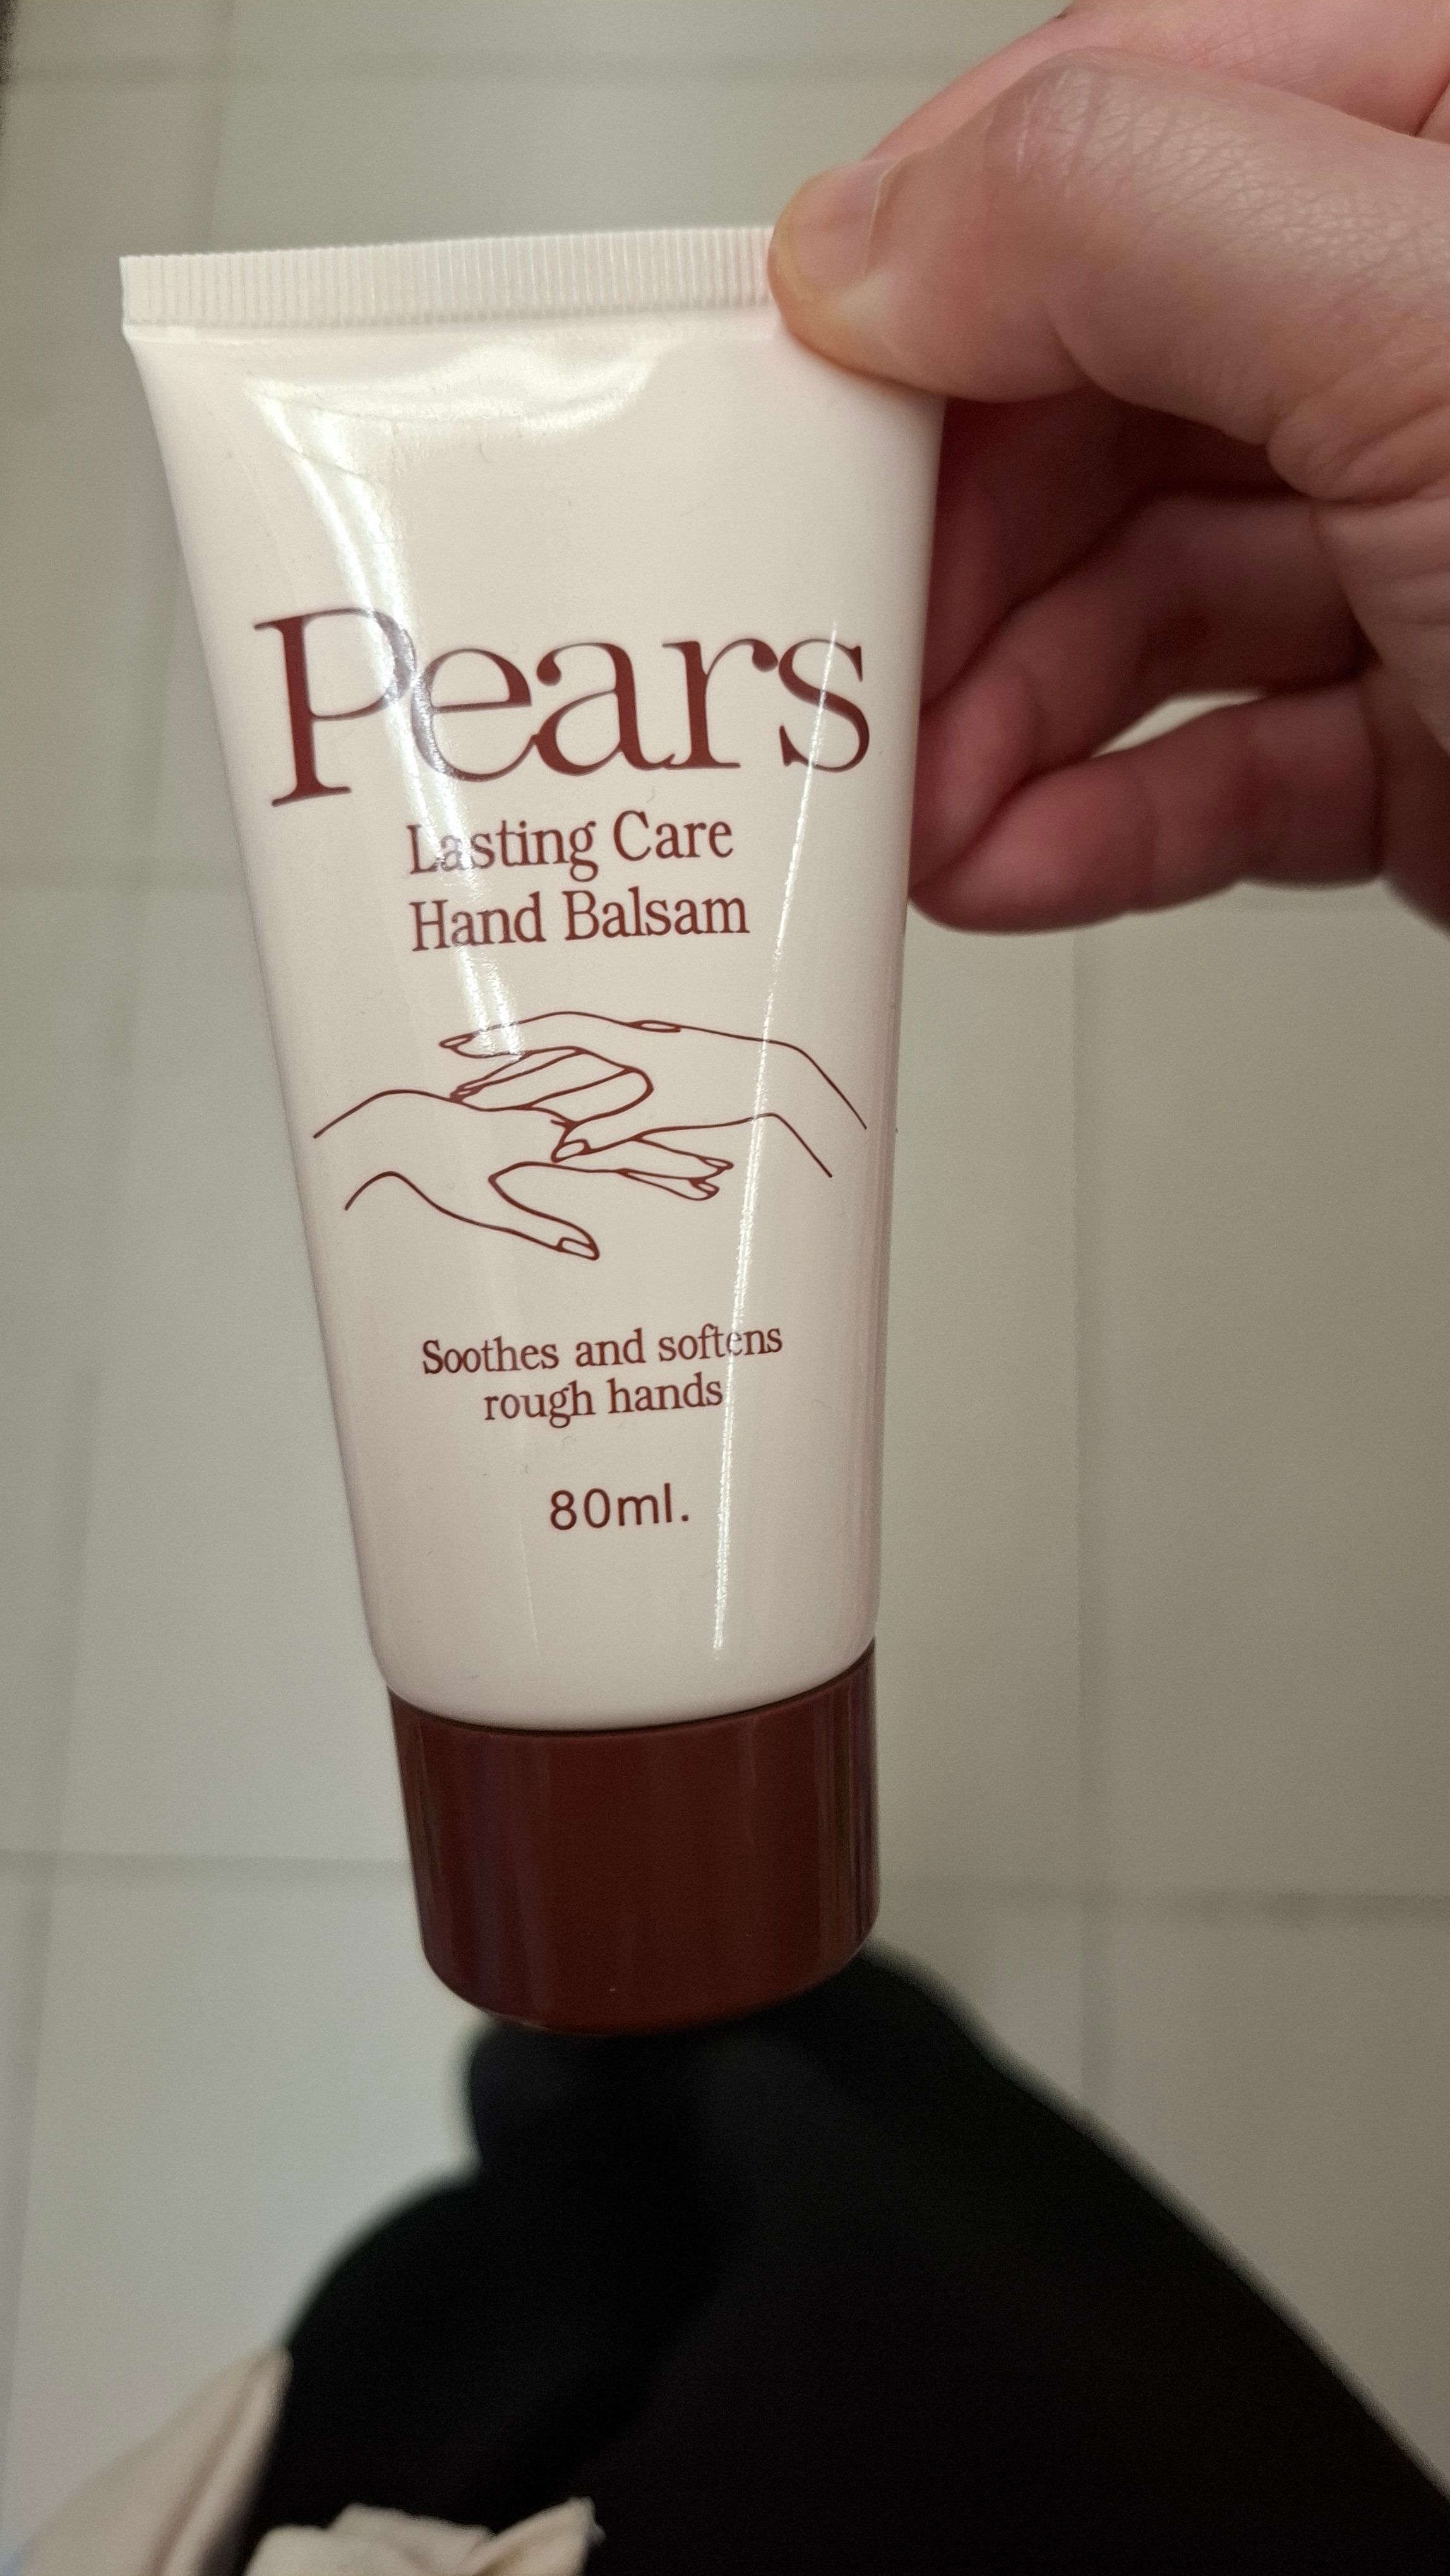 Pears
Lasting Care
Hand Balsam
Soothes and softens
rough hands
80ml.